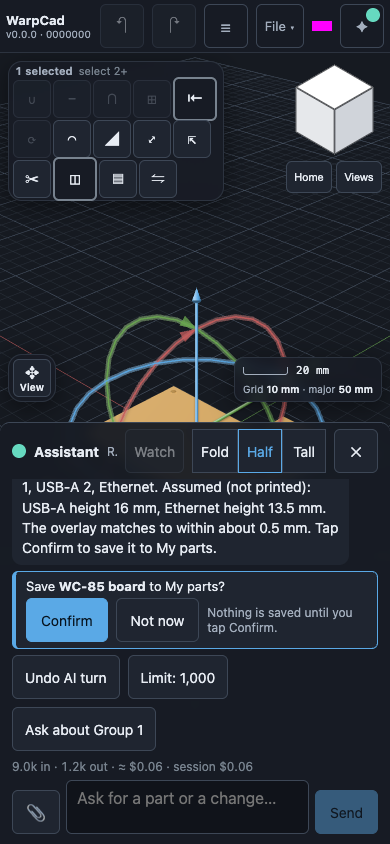 WarpCad
v0.0.0 · 0000000
File
1 selected select 2+
Home Views
View
20 mm
Grid 10 mm · major 50 mm
Assistant R. Watch Fold Half Tall
1, USB-A 2, Ethernet. Assumed (not printed):
USB-A height 16 mm, Ethernet height 13.5 mm.
The overlay matches to within about 0.5 mm. Tap
Confirm to save it to My parts.
Save WC-85 board to My parts?
Confirm Not now
Nothing is saved until you
tap Confirm.
Undo AI turn Limit: 1,000
Ask about Group 1
9.0k in · 1.2k out · ≈ $0.06 · session $0.06
Ask for a part or a change...
Send